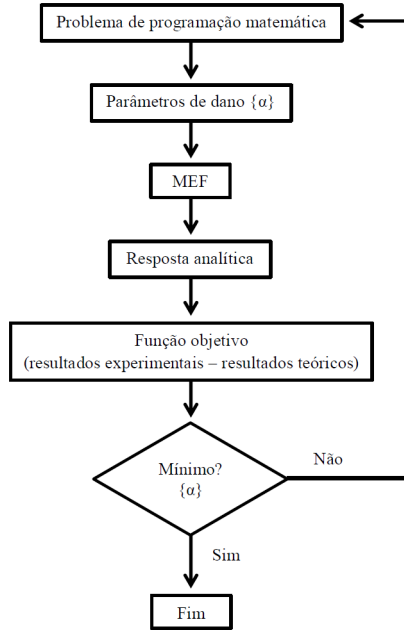 Problema de programação matemática
Parâmetros de dano {α}
MEF
Resposta analítica
Função objetivo
(resultados experimentais – resultados teóricos)
Mínimo?
{α}
Não
Sim
Fim